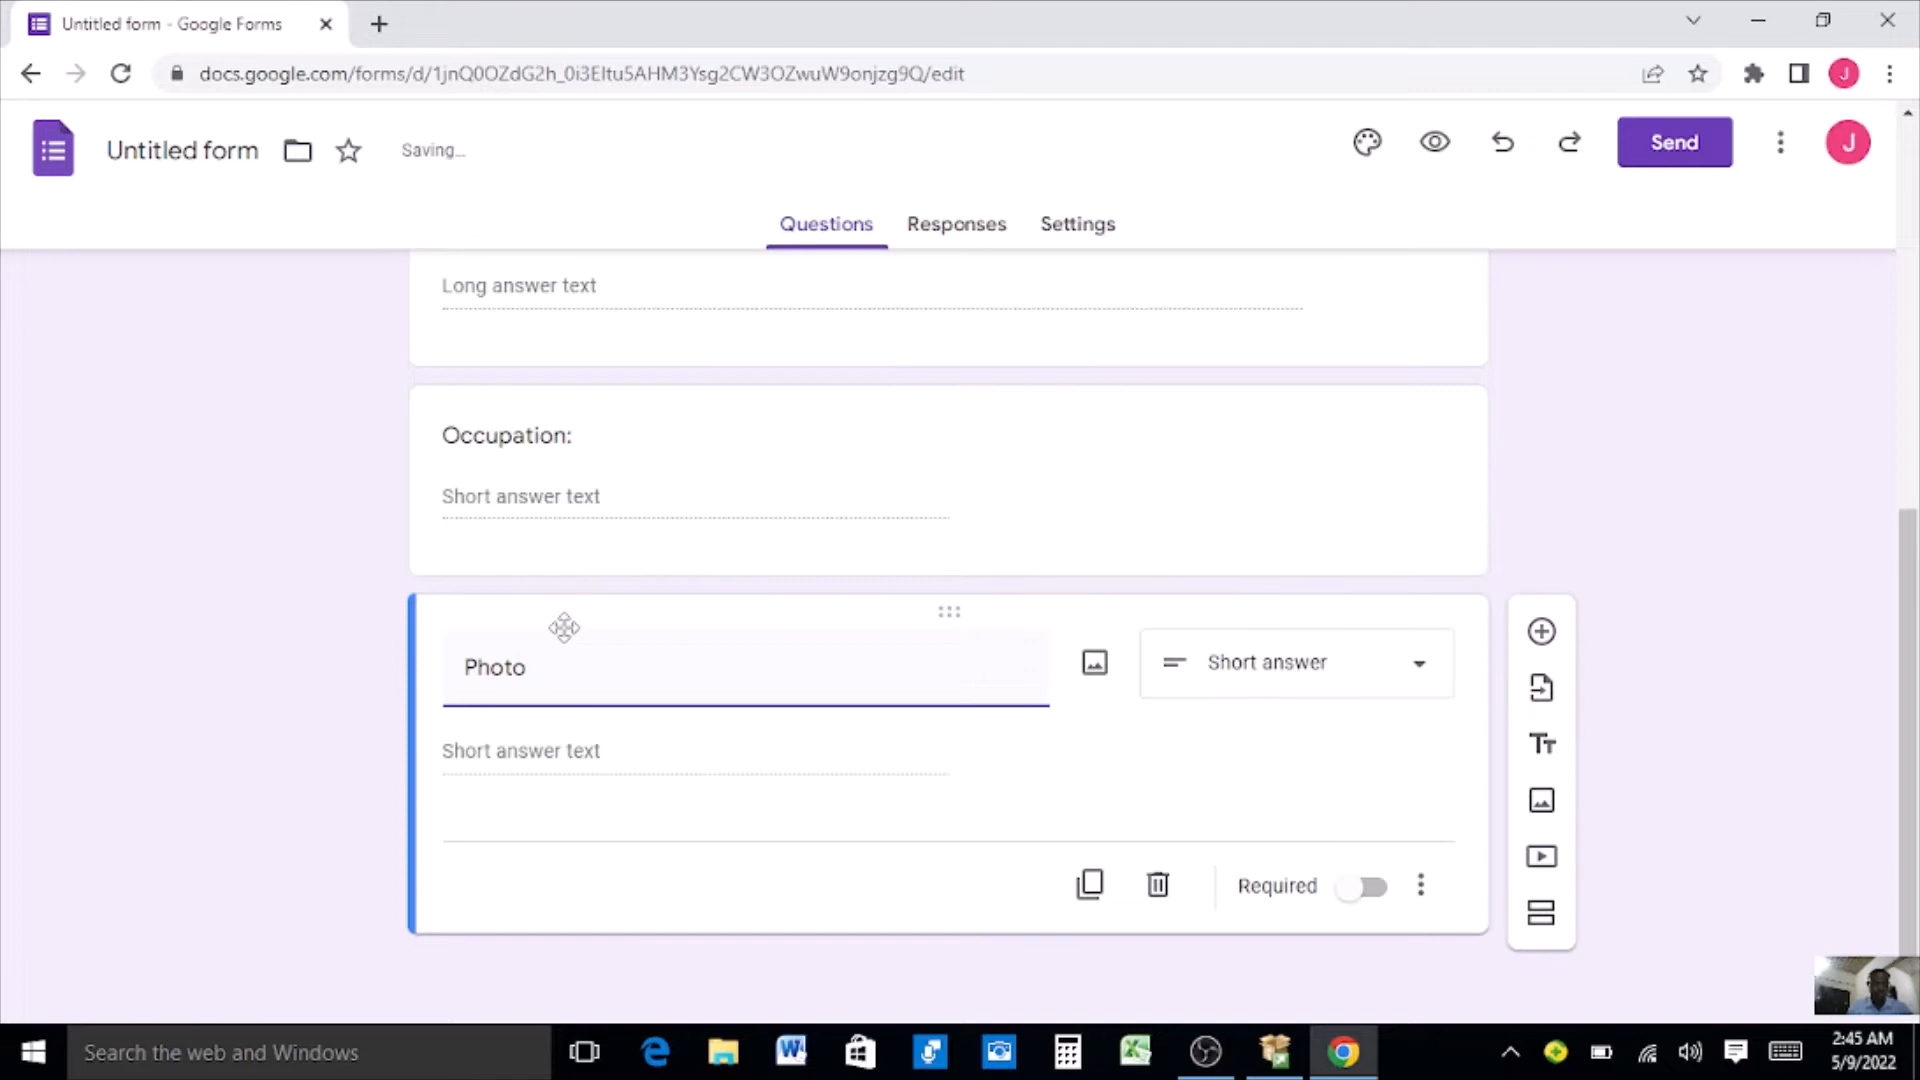 Untitled form - Google Forms
docs.google.com/forms/d/1jnQ0OZdG2h_0i3EItu5AHM3Ysg2CW3OZwuW9onjzg9Q/edit
J
Untitled form
Saving...
Send
J
Questions Responses Settings
Long answer text
Occupation:
Short answer text
Photo
Short answer
Short answer text
Required
Search the web and Windows
2:45 AM
5/9/2022